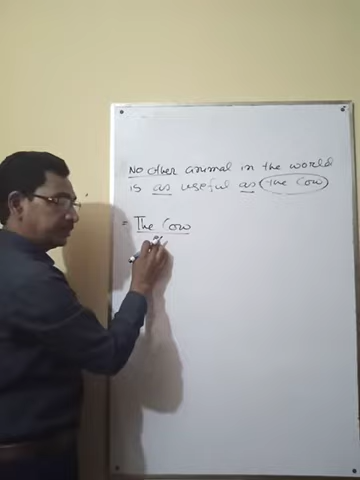 No other animal in the world
is as useful as the Cow
= The Cow